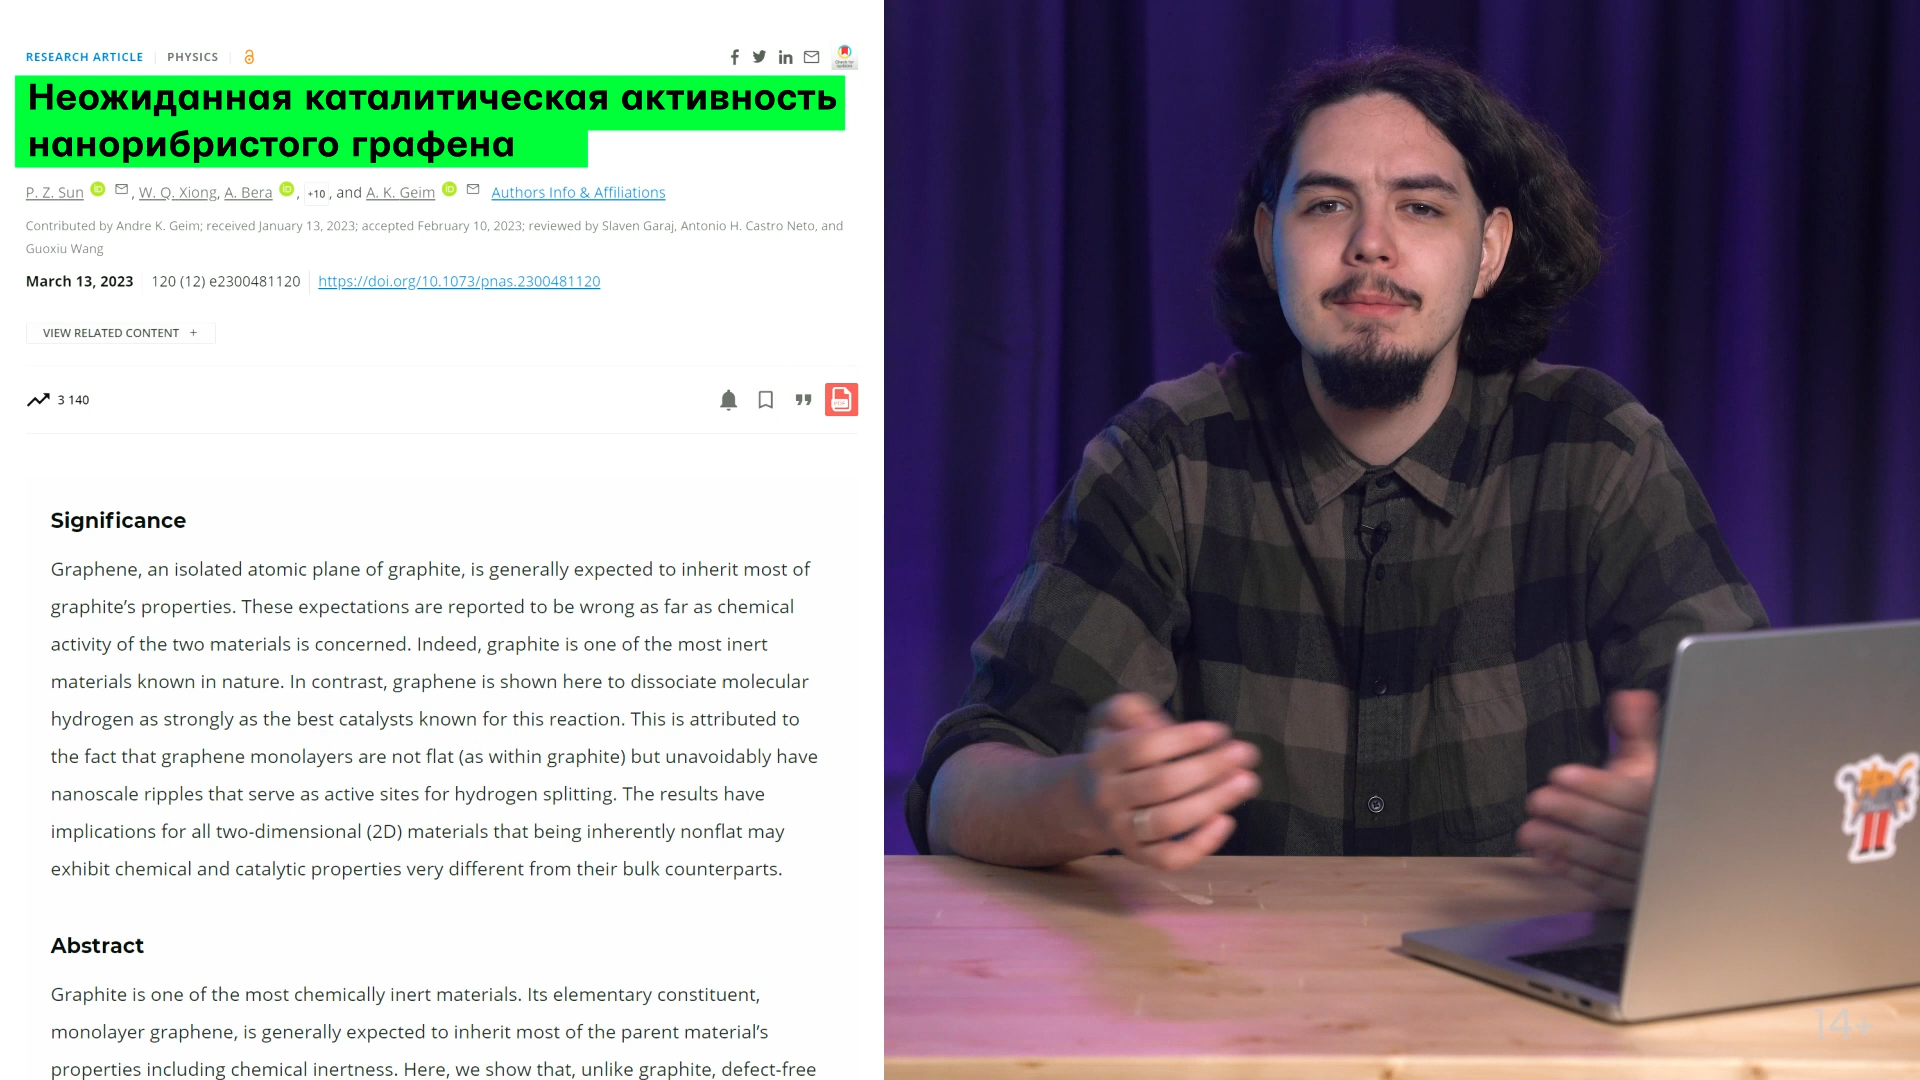 RESEARCH ARTICLE | PHYSICS
Неожиданная каталитическая активность
нанорибристого графена
P. Z. Sun, W. Q. Xiong, A. Bera, +10, and A. K. Geim Authors Info & Affiliations
Contributed by Andre K. Geim; received January 13, 2023; accepted February 10, 2023; reviewed by Slaven Garaj, Antonio H. Castro Neto, and
Guoxiu Wang
March 13, 2023 120 (12) e2300481120 https://doi.org/10.1073/pnas.2300481120
VIEW RELATED CONTENT +
3 140
Significance
Graphene, an isolated atomic plane of graphite, is generally expected to inherit most of
graphite’s properties. These expectations are reported to be wrong as far as chemical
activity of the two materials is concerned. Indeed, graphite is one of the most inert
materials known in nature. In contrast, graphene is shown here to dissociate molecular
hydrogen as strongly as the best catalysts known for this reaction. This is attributed to
the fact that graphene monolayers are not flat (as within graphite) but unavoidably have
nanoscale ripples that serve as active sites for hydrogen splitting. The results have
implications for all two-dimensional (2D) materials that being inherently nonflat may
exhibit chemical and catalytic properties very different from their bulk counterparts.
Abstract
Graphite is one of the most chemically inert materials. Its elementary constituent,
monolayer graphene, is generally expected to inherit most of the parent material’s
properties including chemical inertness. Here, we show that, unlike graphite, defect-free
14+